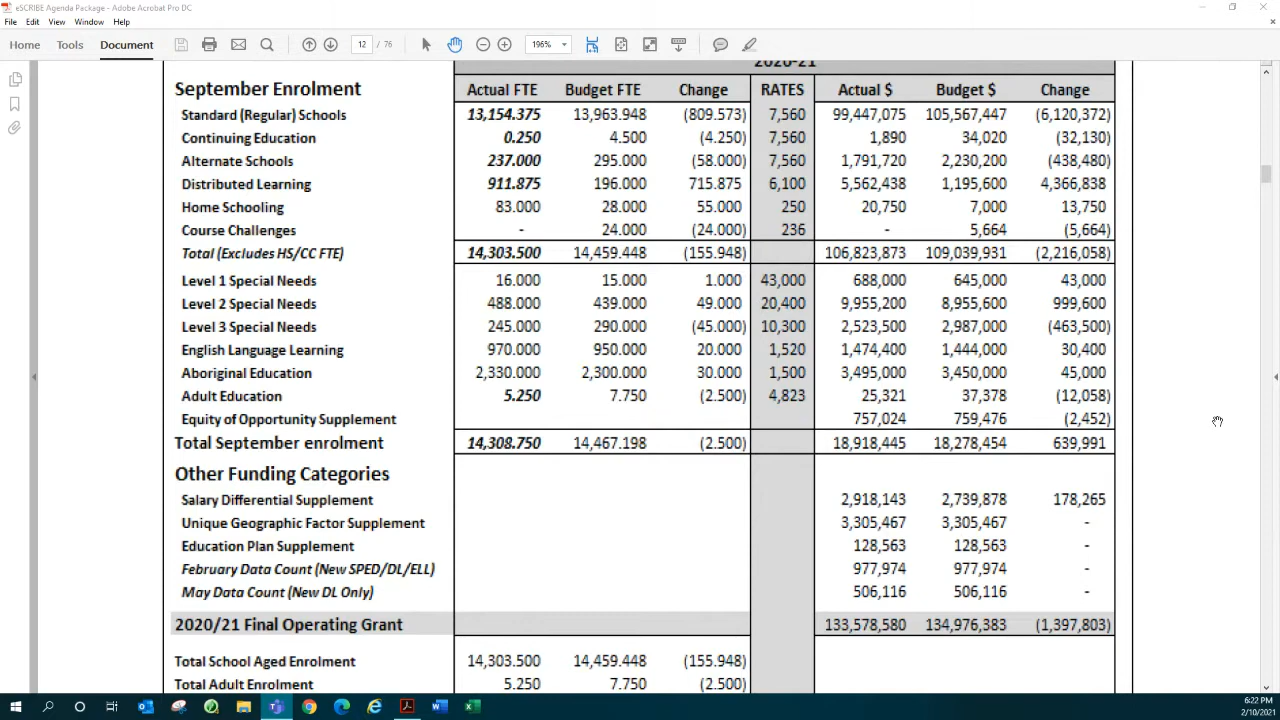 eSCRIBE Agenda Package - Adobe Acrobat Pro DC
File Edit View Window Help
Home Tools Document 12 / 76 196%
2020-21
September Enrolment Actual FTE Budget FTE Change RATES Actual $ Budget $ Change
Standard (Regular) Schools 13,154.375 13,963.948 (809.573) 7,560 99,447,075 105,567,447 (6,120,372)
Continuing Education 0.250 4.500 (4.250) 7,560 1,890 34,020 (32,130)
Alternate Schools 237.000 295.000 (58.000) 7,560 1,791,720 2,230,200 (438,480)
Distributed Learning 911.875 196.000 715.875 6,100 5,562,438 1,195,600 4,366,838
Home Schooling 83.000 28.000 55.000 250 20,750 7,000 13,750
Course Challenges - 24.000 (24.000) 236 - 5,664 (5,664)
Total (Excludes HS/CC FTE) 14,303.500 14,459.448 (155.948) 106,823,873 109,039,931 (2,216,058)
Level 1 Special Needs 16.000 15.000 1.000 43,000 688,000 645,000 43,000
Level 2 Special Needs 488.000 439.000 49.000 20,400 9,955,200 8,955,600 999,600
Level 3 Special Needs 245.000 290.000 (45.000) 10,300 2,523,500 2,987,000 (463,500)
English Language Learning 970.000 950.000 20.000 1,520 1,474,400 1,444,000 30,400
Aboriginal Education 2,330.000 2,300.000 30.000 1,500 3,495,000 3,450,000 45,000
Adult Education 5.250 7.750 (2.500) 4,823 25,321 37,378 (12,058)
Equity of Opportunity Supplement 757,024 759,476 (2,452)
Total September enrolment 14,308.750 14,467.198 (2.500) 18,918,445 18,278,454 639,991
Other Funding Categories
Salary Differential Supplement 2,918,143 2,739,878 178,265
Unique Geographic Factor Supplement 3,305,467 3,305,467 -
Education Plan Supplement 128,563 128,563 -
February Data Count (New SPED/DL/ELL) 977,974 977,974 -
May Data Count (New DL Only) 506,116 506,116 -
2020/21 Final Operating Grant 133,578,580 134,976,383 (1,397,803)
Total School Aged Enrolment 14,303.500 14,459.448 (155.948)
Total Adult Enrolment 5.250 7.750 (2.500)
6:22 PM
2/10/2021